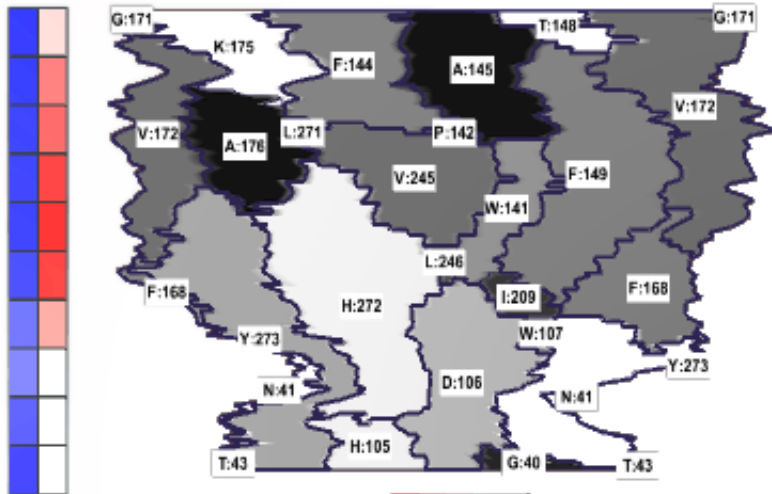 G:171
T:148
G:171
K:175
F:144
A:145
V:172
V:172
L:271
P:142
A:176
V:245
F:149
W:141
L:246
F:168
I:209
F:168
H:272
Y:273
W:107
Y:273
D:106
N:41
N:41
H:105
T:43
G:40
T:43